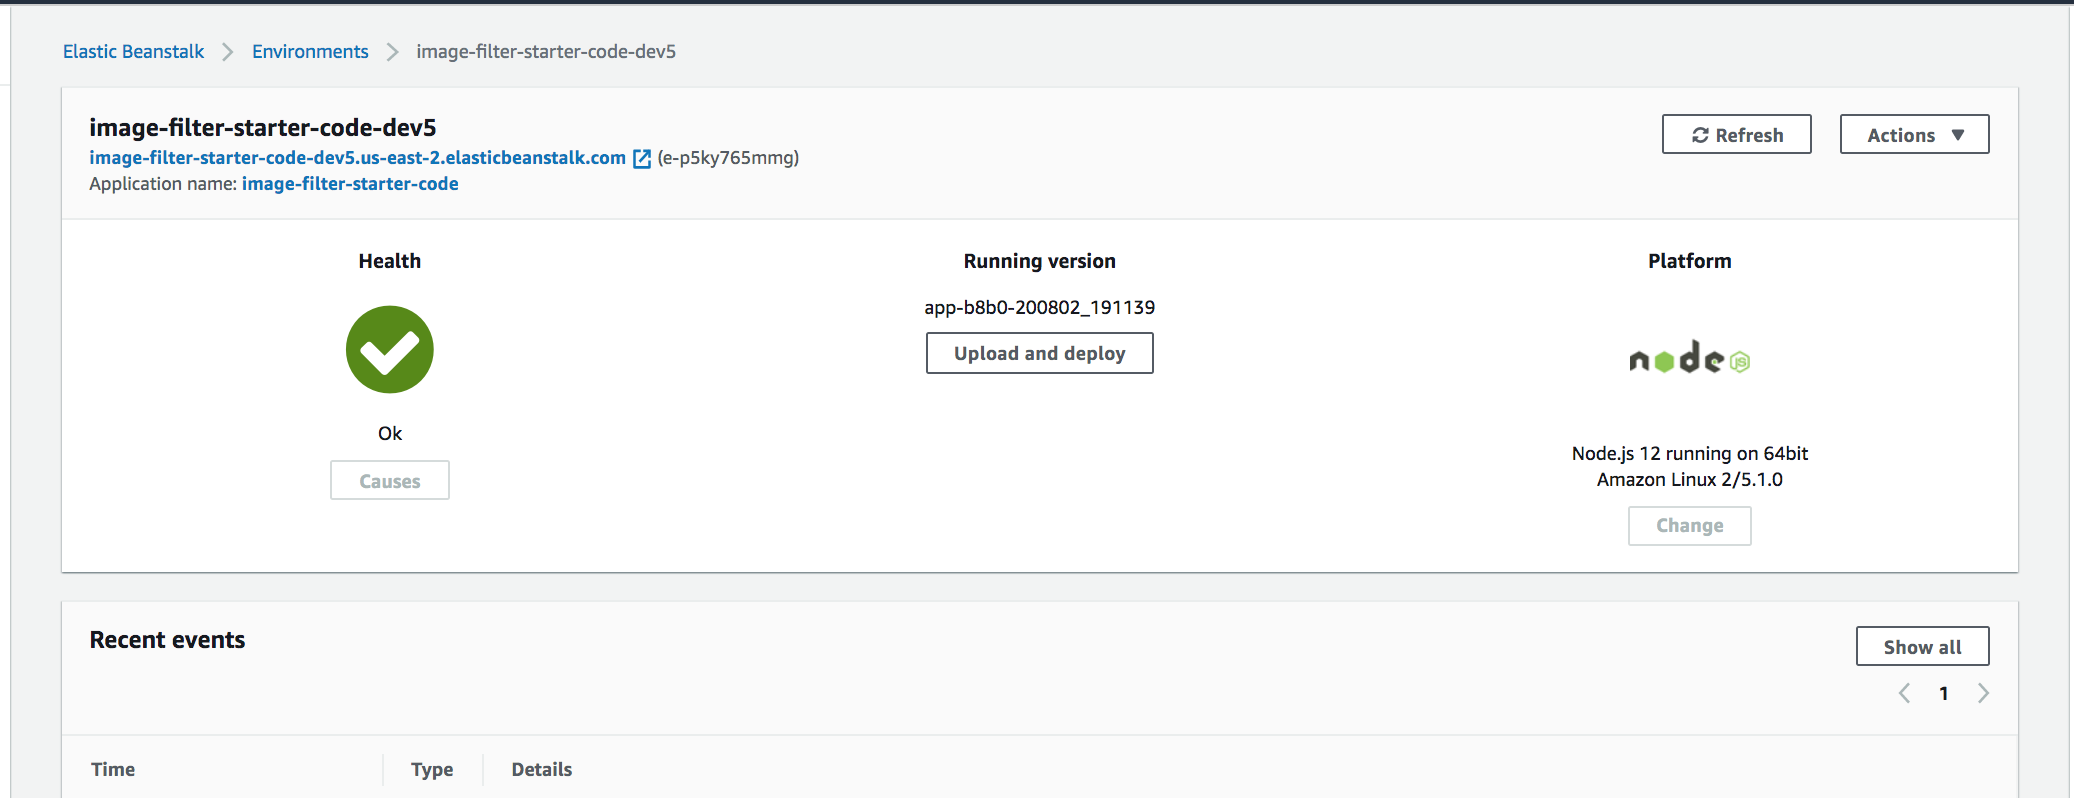 Elastic Beanstalk > Environments > image-filter-starter-code-dev5
image-filter-starter-code-dev5
Refresh
Actions ▼
image-filter-starter-code-dev5.us-east-2.elasticbeanstalk.com (e-p5ky765mmg)
Application name: image-filter-starter-code
Health
Running version
Platform
app-b8b0-200802_191139
Upload and deploy
node JS
Ok
Causes
Node.js 12 running on 64bit
Amazon Linux 2/5.1.0
Change
Recent events
Show all
< 1 >
Time Type Details